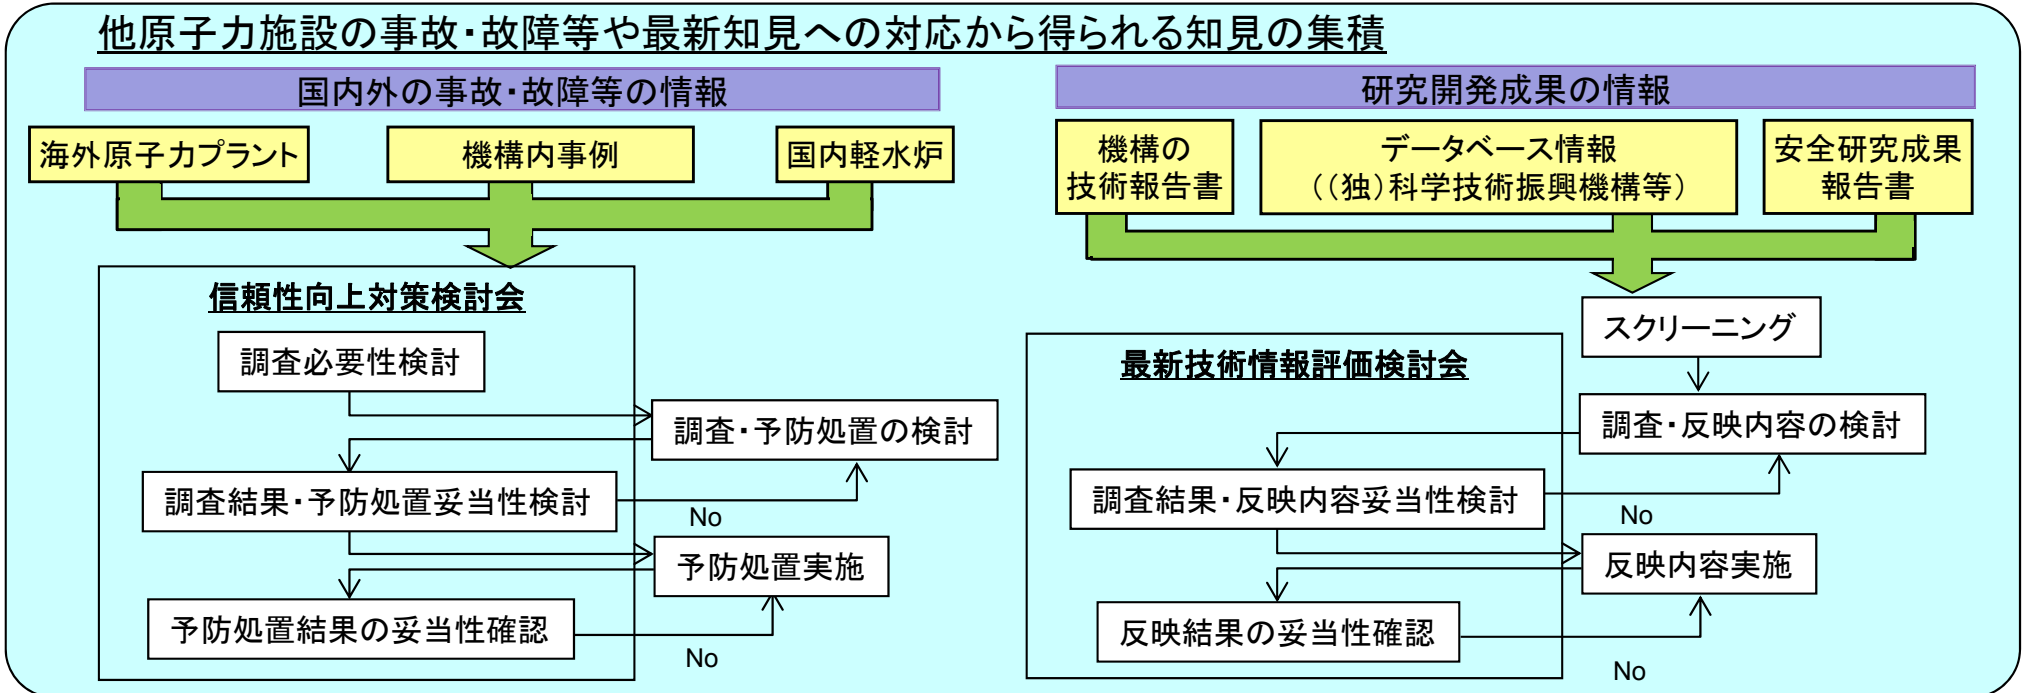 他原子力施設の事故・故障等や最新知見への対応から得られる知見の集積
国内外の事故・故障等の情報
海外原子力プラント
機構内事例
国内軽水炉
信頼性向上対策検討会
調査必要性検討
調査・予防処置の検討
調査結果・予防処置妥当性検討
No
予防処置実施
予防処置結果の妥当性確認
No
研究開発成果の情報
機構の
技術報告書
データベース情報
((独)科学技術振興機構等)
安全研究成果
報告書
スクリーニング
最新技術情報評価検討会
調査・反映内容の検討
調査結果・反映内容妥当性検討
No
反映内容実施
反映結果の妥当性確認
No